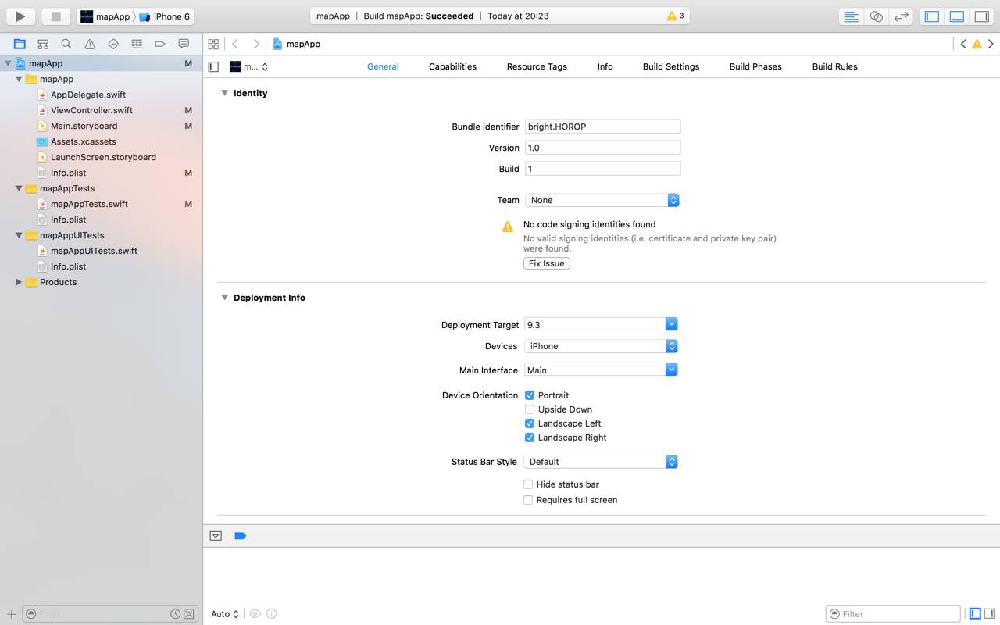 mapApp iPhone 6
mapApp | Build mapApp: Succeeded | Today at 20:23
3
mapApp
mapApp M
mapApp
AppDelegate.swift
ViewController.swift M
Main.storyboard M
Assets.xcassets
LaunchScreen.storyboard
Info.plist M
mapAppTests
mapAppTests.swift M
Info.plist
mapAppUITests
mapAppUITests.swift
Info.plist
Products
Filter
m...
General Capabilities Resource Tags Info Build Settings Build Phases Build Rules
Identity
Bundle Identifier bright.HOROP
Version 1.0
Build 1
Team None
No code signing identities found
No valid signing identities (i.e. certificate and private key pair)
were found.
Fix Issue
Deployment Info
Deployment Target 9.3
Devices iPhone
Main Interface Main
Device Orientation Portrait
Upside Down
Landscape Left
Landscape Right
Status Bar Style Default
Hide status bar
Requires full screen
Auto
Filter